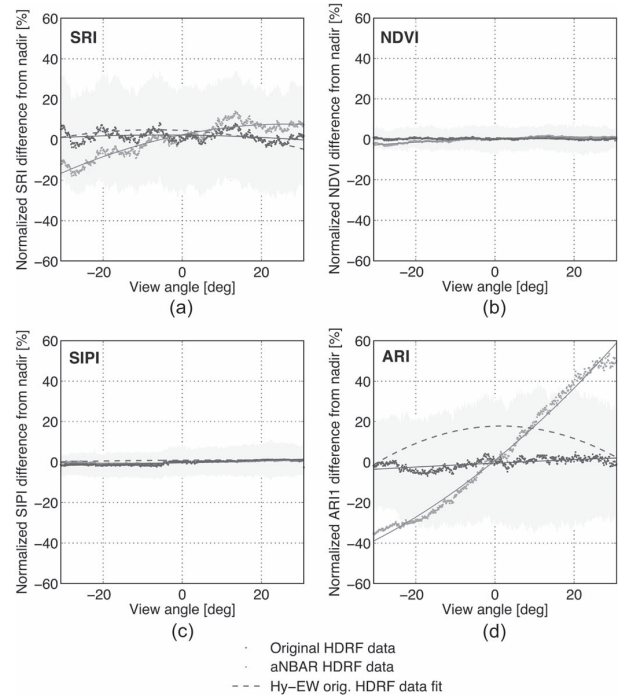 SRI
Normalized SRI difference from nadir [%]
60
40
20
0
−20
−40
−60
−20
0
20
View angle [deg]
(a)
NDVI
Normalized NDVI difference from nadir [%]
60
40
20
0
−20
−40
−60
−20
0
20
View angle [deg]
(b)
SIPI
Normalized SIPI difference from nadir [%]
60
40
20
0
−20
−40
−60
−20
0
20
View angle [deg]
(c)
ARI
Normalized ARI1 difference from nadir [%]
60
40
20
0
−20
−40
−60
−20
0
20
View angle [deg]
(d)
Original HDRF data
aNBAR HDRF data
Hy−EW orig. HDRF data fit